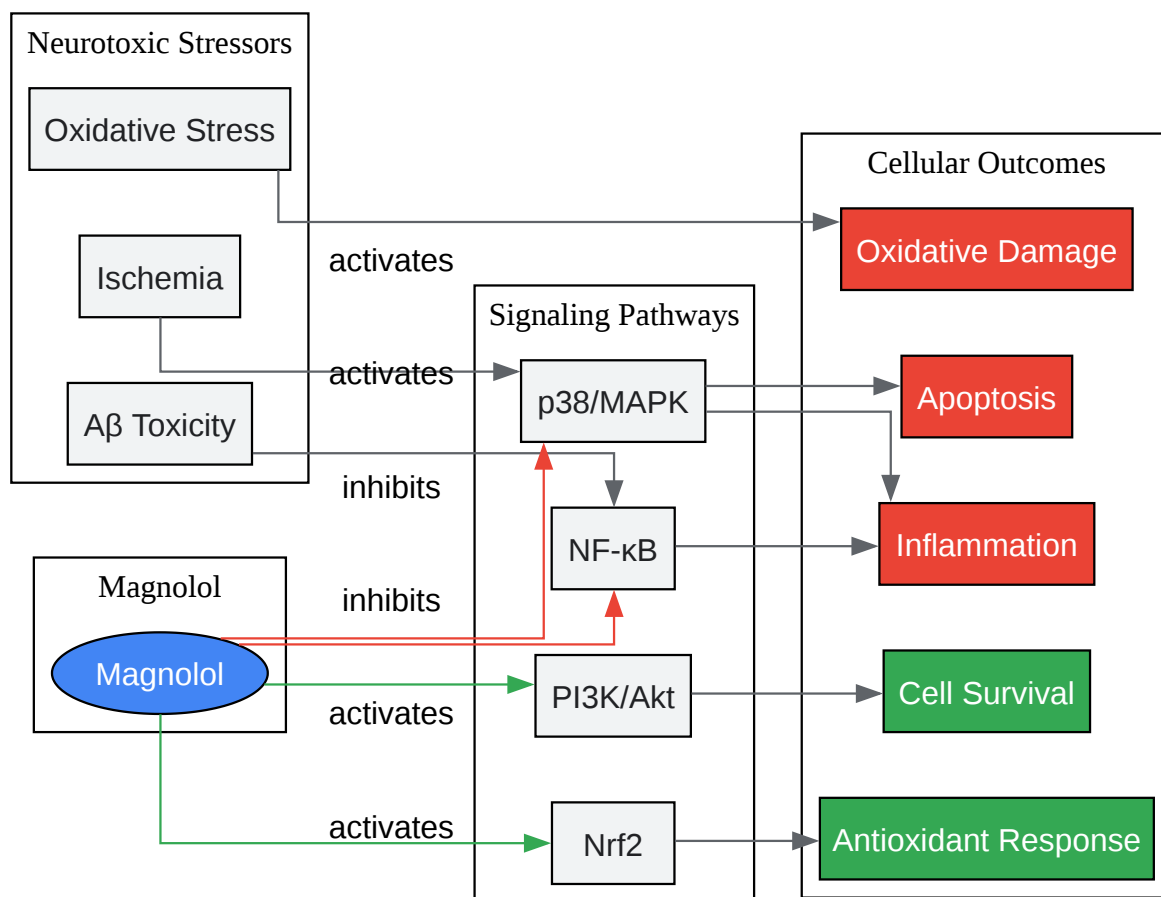 Neurotoxic Stressors
Oxidative Stress
Ischemia
Aβ Toxicity
Magnolol
Magnolol
activates
activates
inhibits
inhibits
activates
activates
Signaling Pathways
p38/MAPK
NF-κB
PI3K/Akt
Nrf2
Cellular Outcomes
Oxidative Damage
Apoptosis
Inflammation
Cell Survival
Antioxidant Response